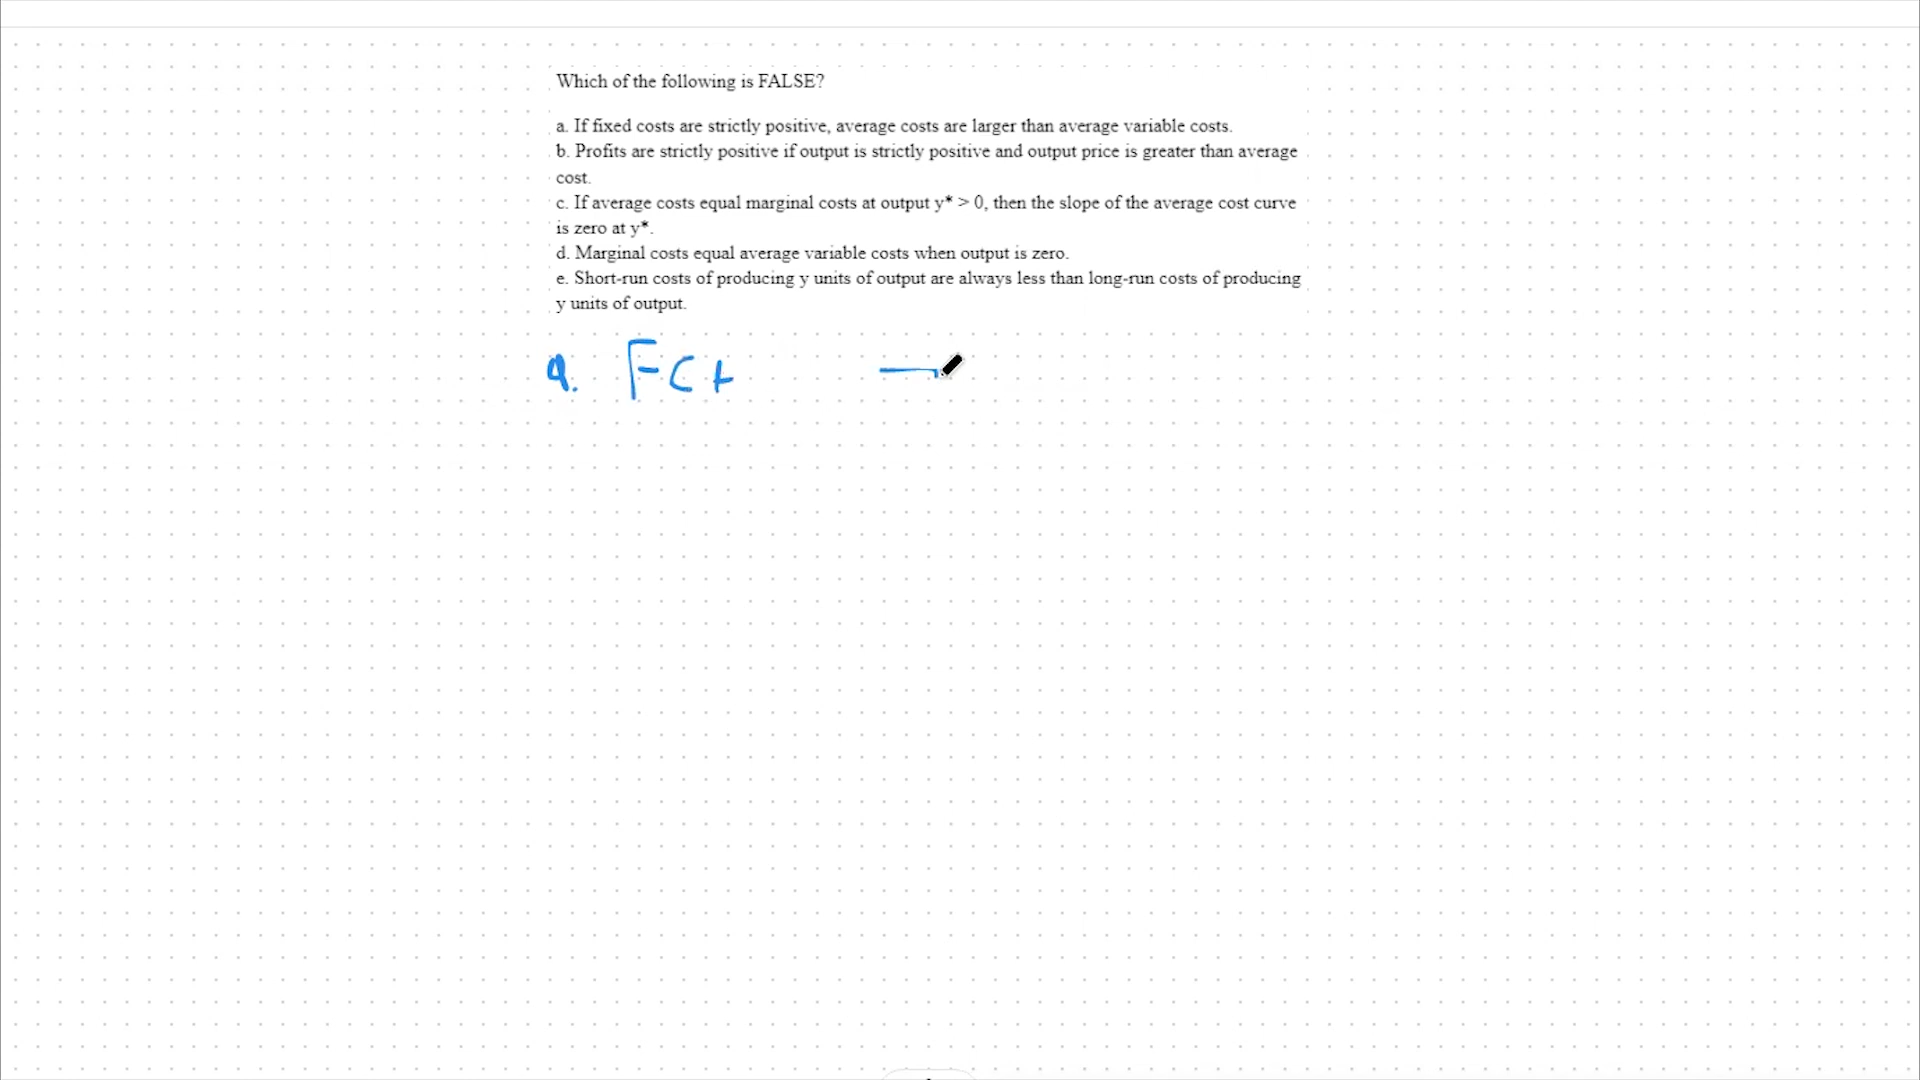 Which of the following is FALSE?
a. If fixed costs are strictly positive, average costs are larger than average variable costs.
b. Profits are strictly positive if output is strictly positive and output price is greater than average
cost.
c. If average costs equal marginal costs at output y* > 0, then the slope of the average cost curve
is zero at y*.
d. Marginal costs equal average variable costs when output is zero.
e. Short-run costs of producing y units of output are always less than long-run costs of producing
y units of output.
a. FC+